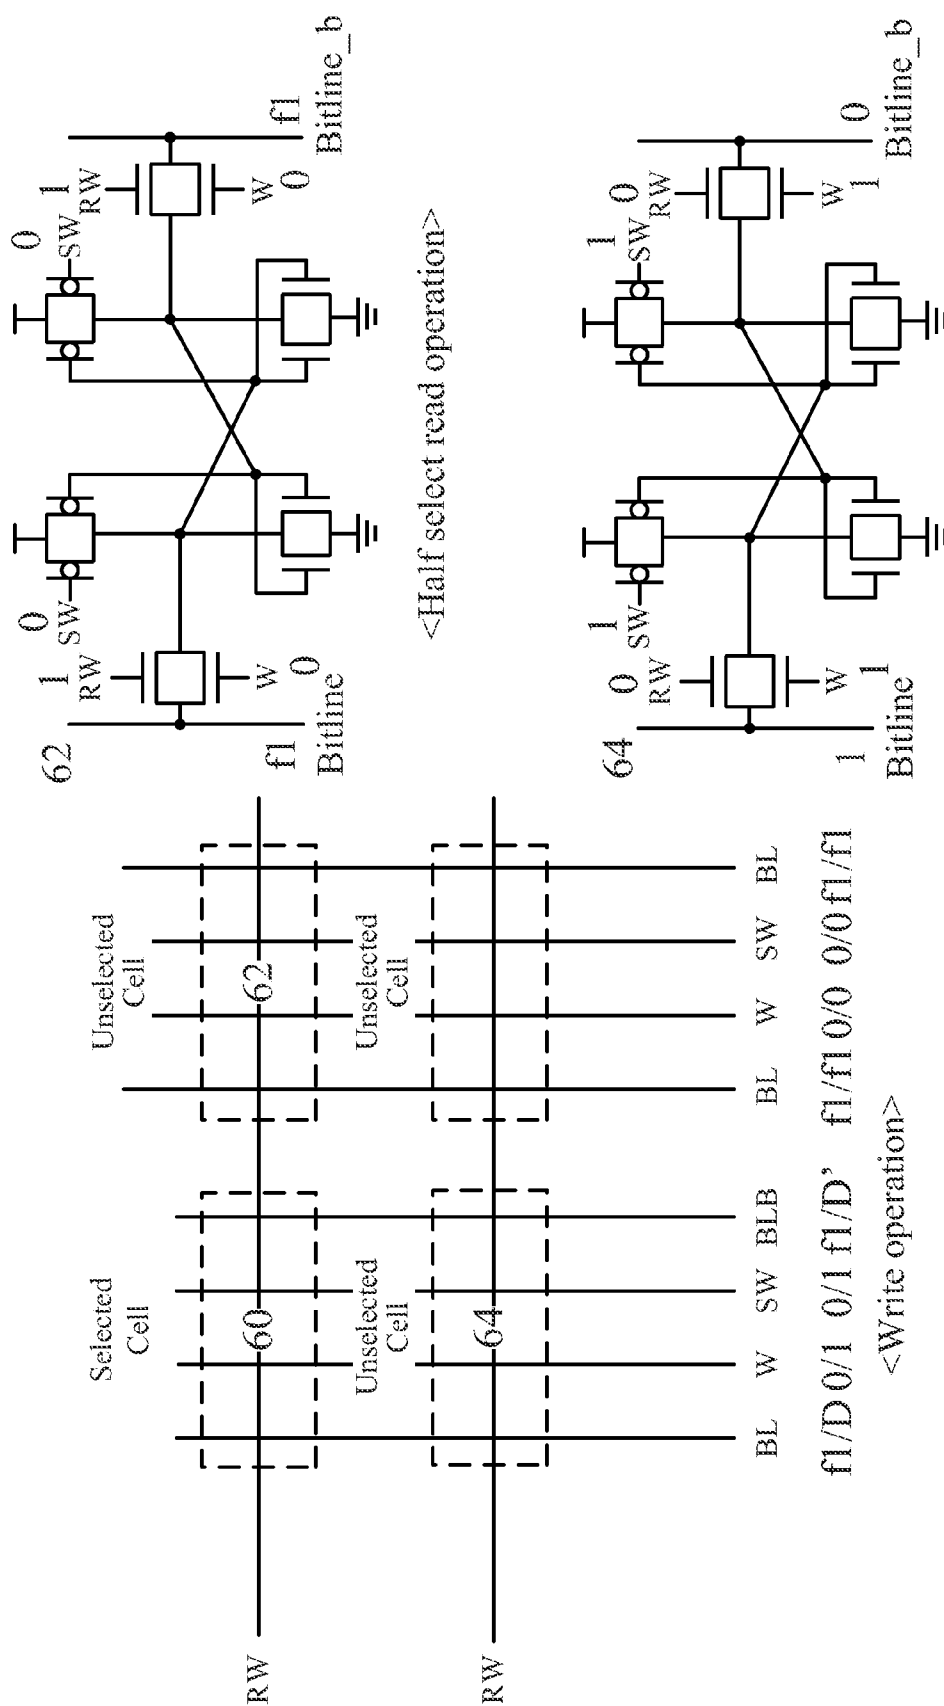 62
0
SW
1
RW
W
0
f1
Bitline
0
SW
1
RW
W
0
f1
Bitline_b
<Half select read operation>
64
1
SW
0
RW
W
1
1
Bitline
1
SW
0
RW
W
1
0
Bitline_b
Selected
Cell
Unselected
Cell
RW
60
62
Unselected
Cell
Unselected
Cell
RW
64
BL W SW BLB BL W SW BL
f1/D 0/1 0/1 f1/D' f1/f1 0/0 0/0 f1/f1
<Write operation>